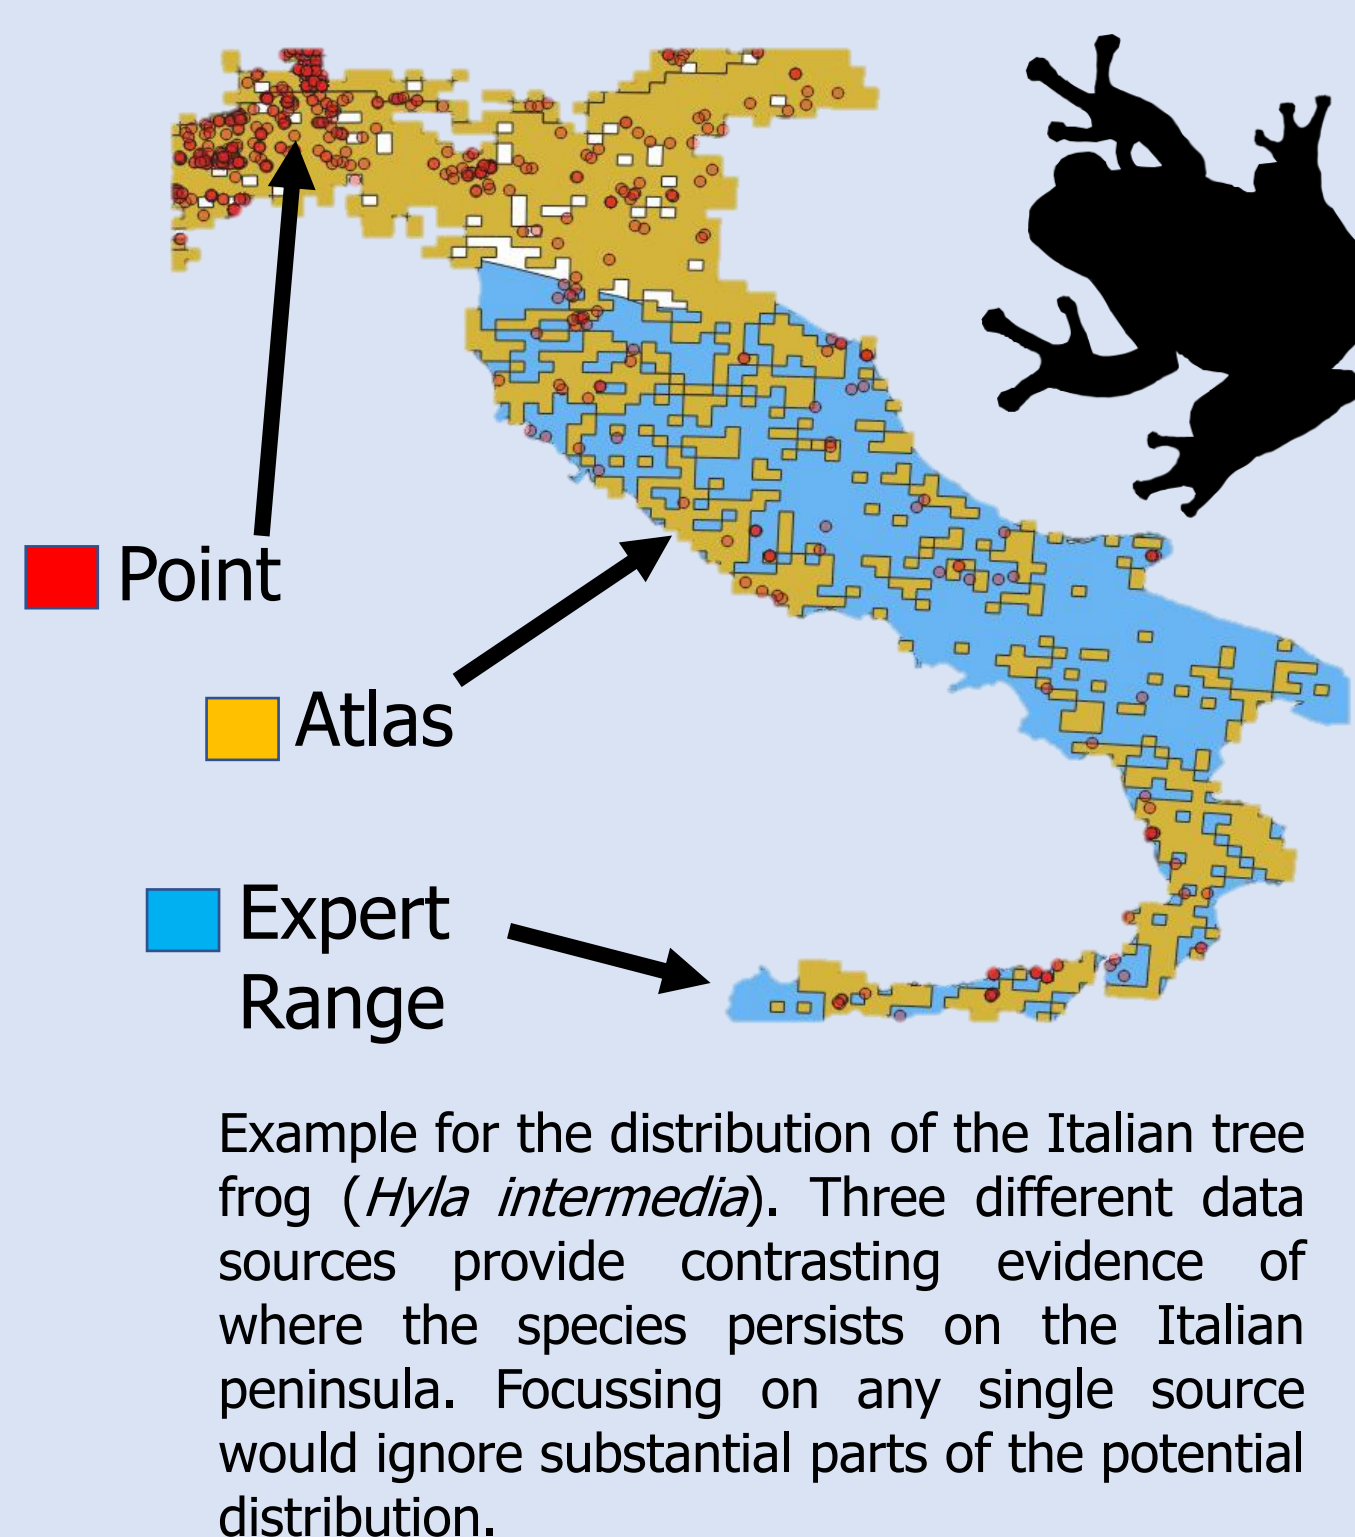 Point
Atlas
Expert
Range
Example for the distribution of the Italian tree
frog (Hyla intermedia). Three different data
sources provide contrasting evidence of
where the species persists on the Italian
peninsula. Focussing on any single source
would ignore substantial parts of the potential
distribution.